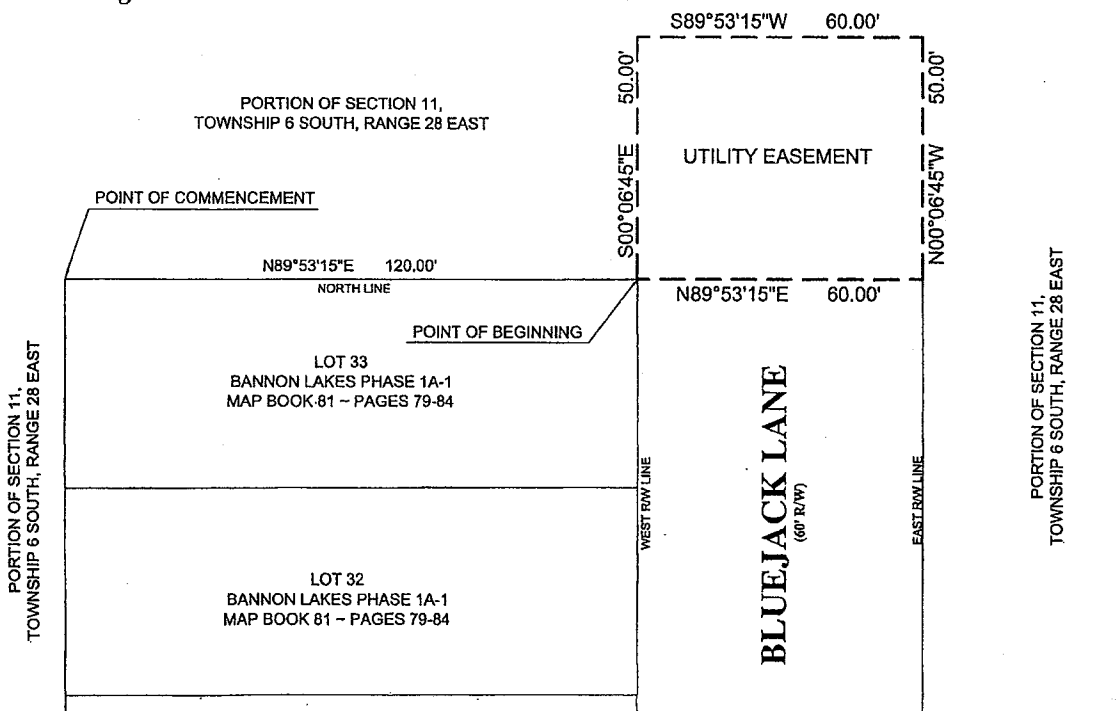 S89°53'15"W 60.00'
50.00'
50.00'
PORTION OF SECTION 11,
TOWNSHIP 6 SOUTH, RANGE 28 EAST
UTILITY EASEMENT
S00°06'45"E
N00°06'45"W
POINT OF COMMENCEMENT
N89°53'15"E 120.00'
NORTH LINE
N89°53'15"E 60.00'
POINT OF BEGINNING
LOT 33
BANNON LAKES PHASE 1A-1
MAP BOOK 81 ~ PAGES 79-84
PORTION OF SECTION 11,
TOWNSHIP 6 SOUTH, RANGE 28 EAST
WEST R/W LINE
BLUEJACK LANE
(60' R/W)
EAST R/W LINE
PORTION OF SECTION 11,
TOWNSHIP 6 SOUTH, RANGE 28 EAST
LOT 32
BANNON LAKES PHASE 1A-1
MAP BOOK 81 ~ PAGES 79-84